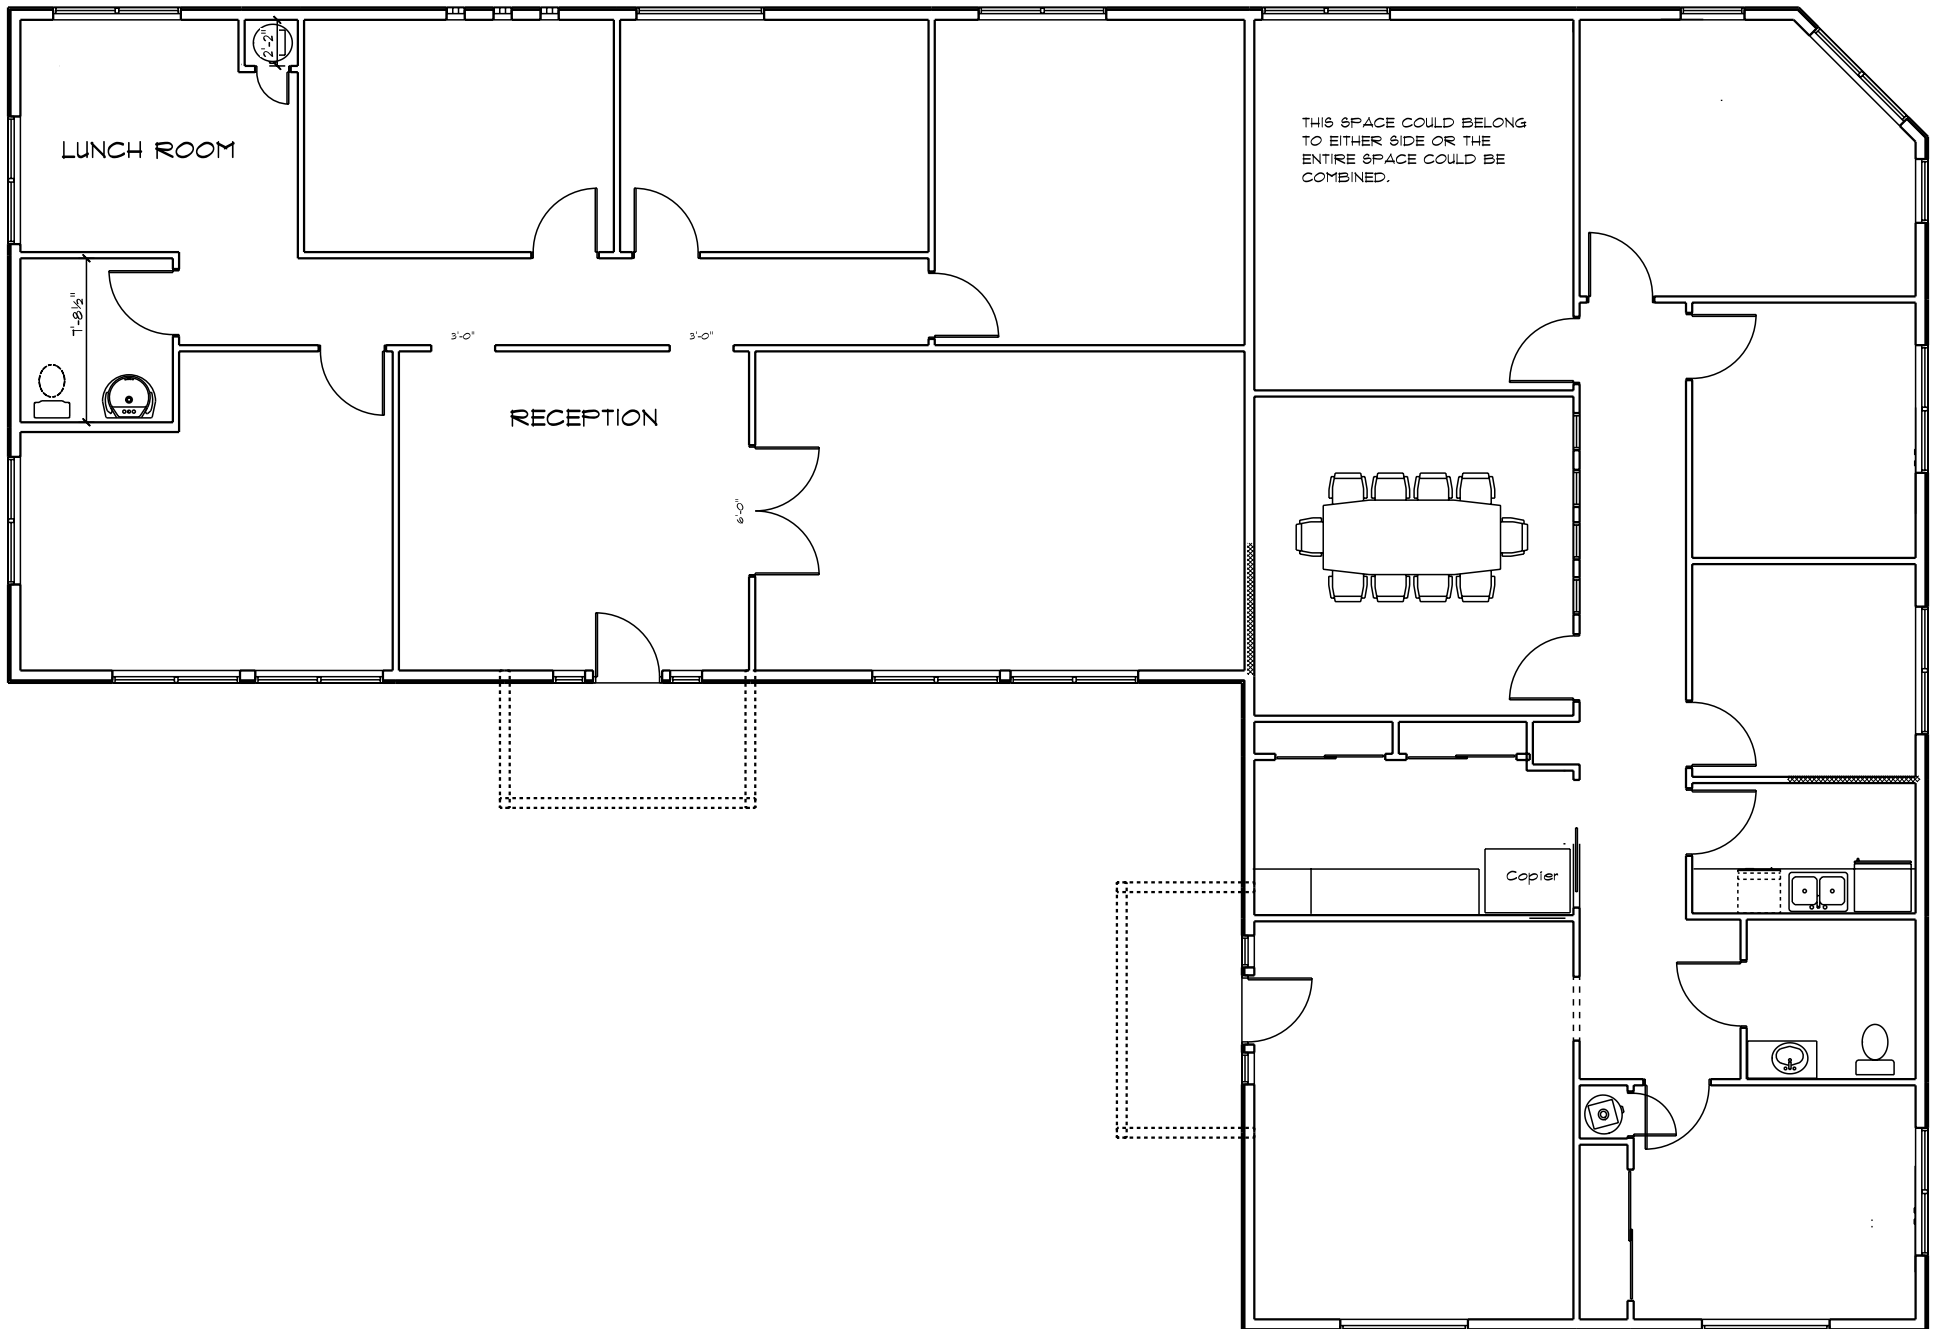 2'-2"
LUNCH ROOM
THIS SPACE COULD BELONG
TO EITHER SIDE OR THE
ENTIRE SPACE COULD BE
COMBINED.
7'-8½"
3'-0"
3'-0"
RECEPTION
6'-0"
Copier